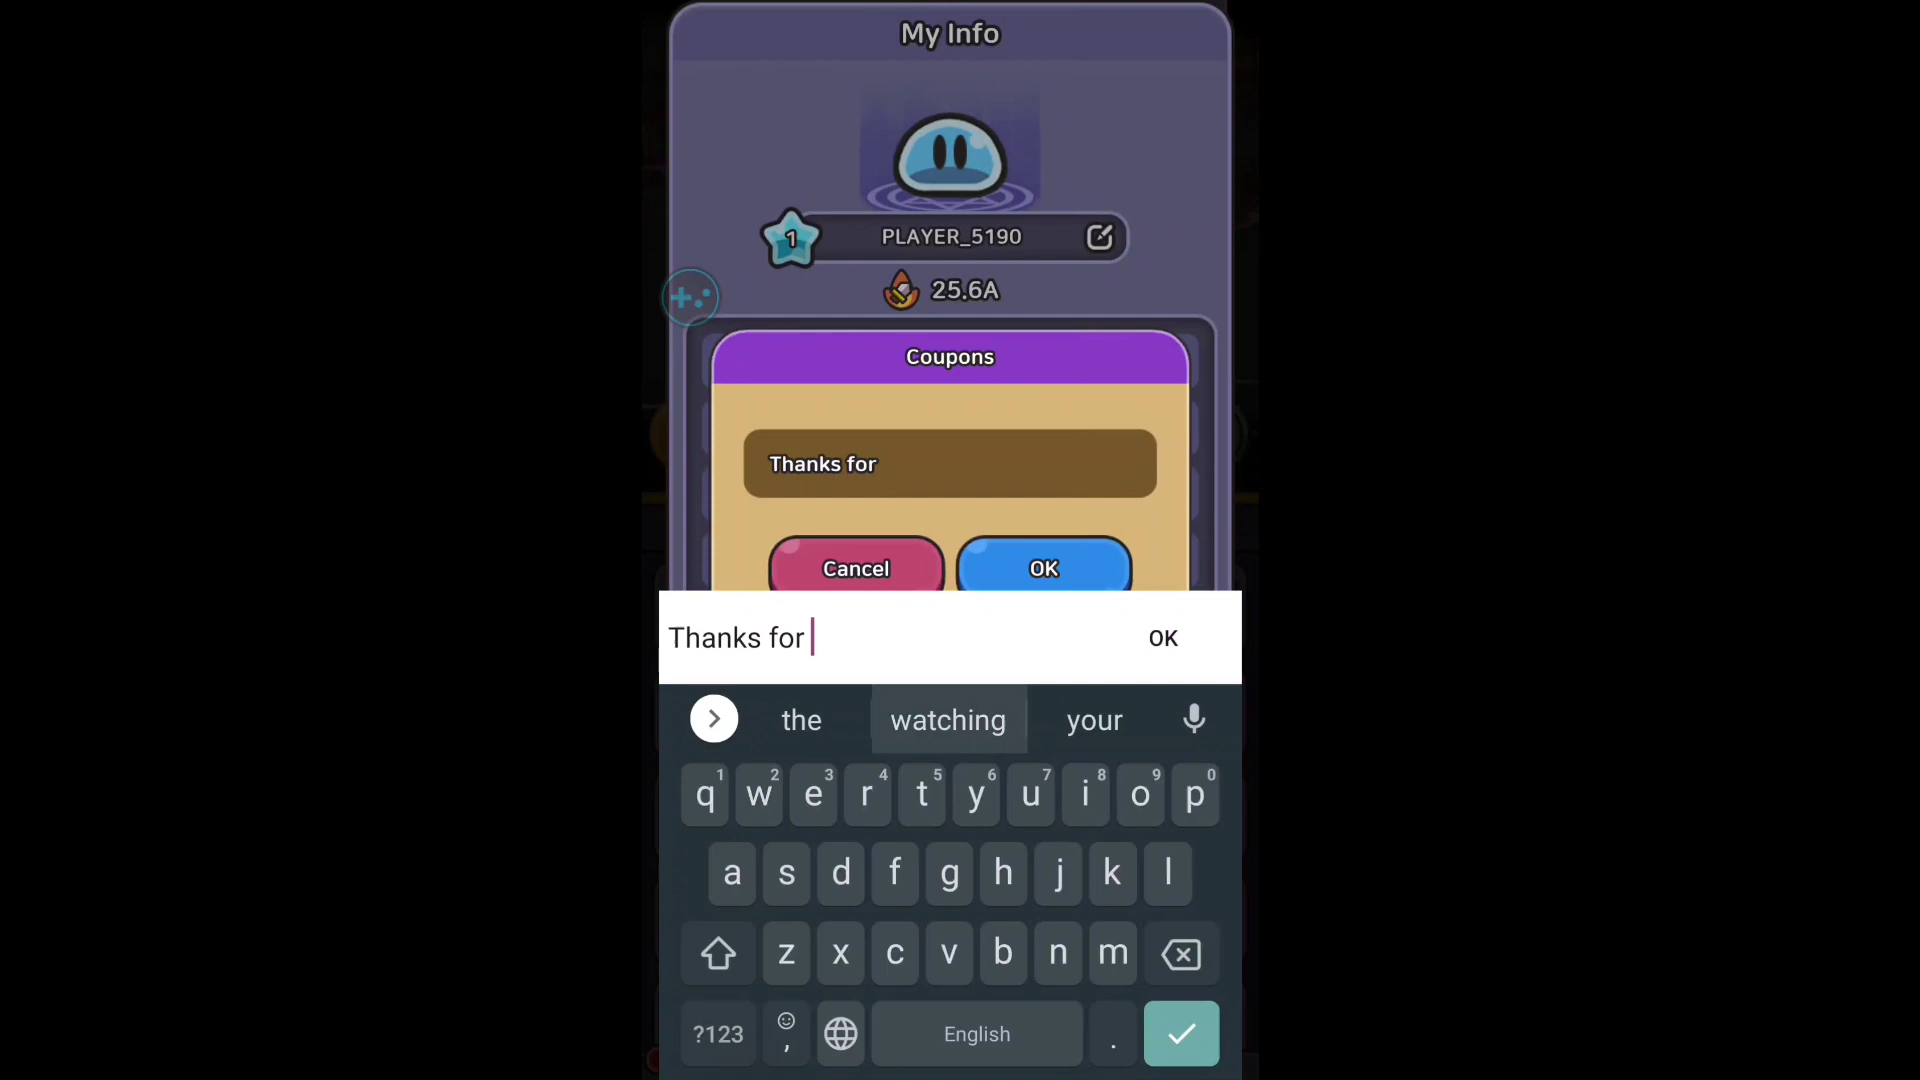 My Info
1 PLAYER_5190
25.6A
Coupons
Thanks for
Cancel OK
Thanks for OK
the watching your
1 2 3 4 5 6 7 8 9 0
q w e r t y u i o p
a s d f g h j k l
z x c v b n m
?123 , English .